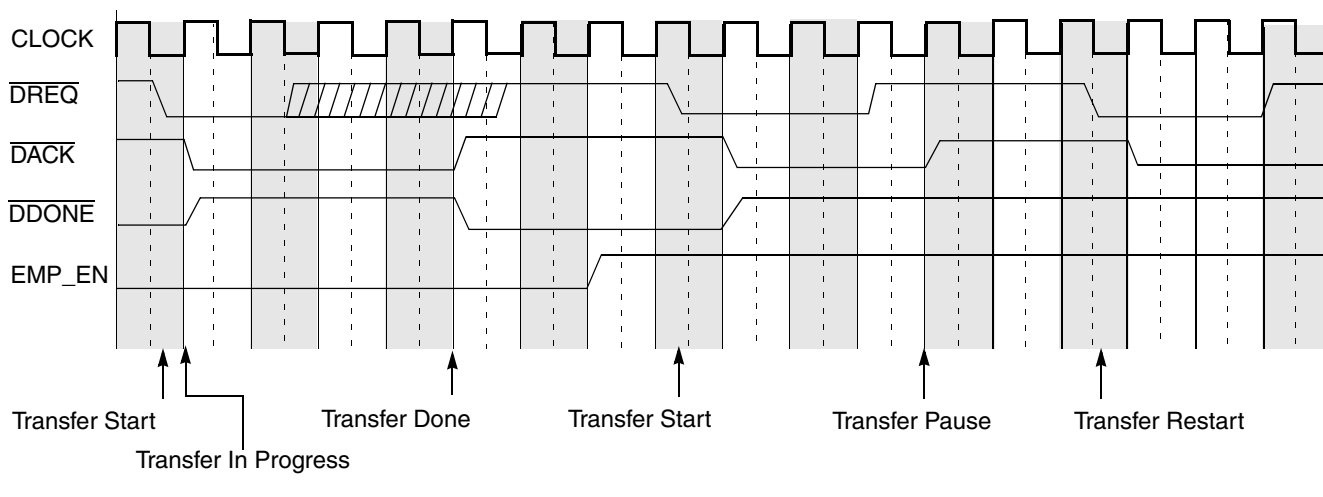 CLOCK
DREQ
DACK
DDONE
EMP_EN
Transfer Start
Transfer In Progress
Transfer Done
Transfer Start
Transfer Pause
Transfer Restart